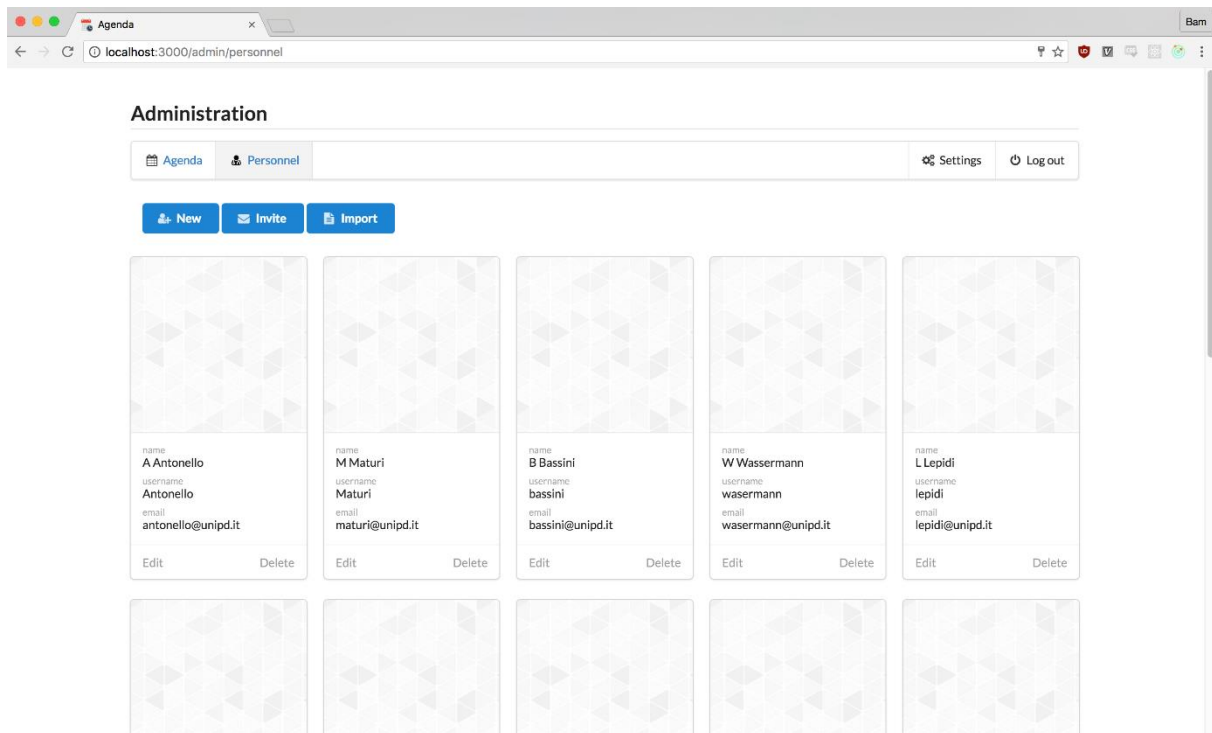 Agenda
Bam
localhost:3000/admin/personnel
Administration
Agenda Personnel Settings Log out
New Invite Import
name name name name name
A Antonello M Maturi B Bassini W Wassermann L Lepidi
username username username username username
Antonello Maturi bassini wasermann lepidi
email email email email email
antonello@unipd.it maturi@unipd.it bassini@unipd.it wasermann@unipd.it lepidi@unipd.it
Edit Delete Edit Delete Edit Delete Edit Delete Edit Delete